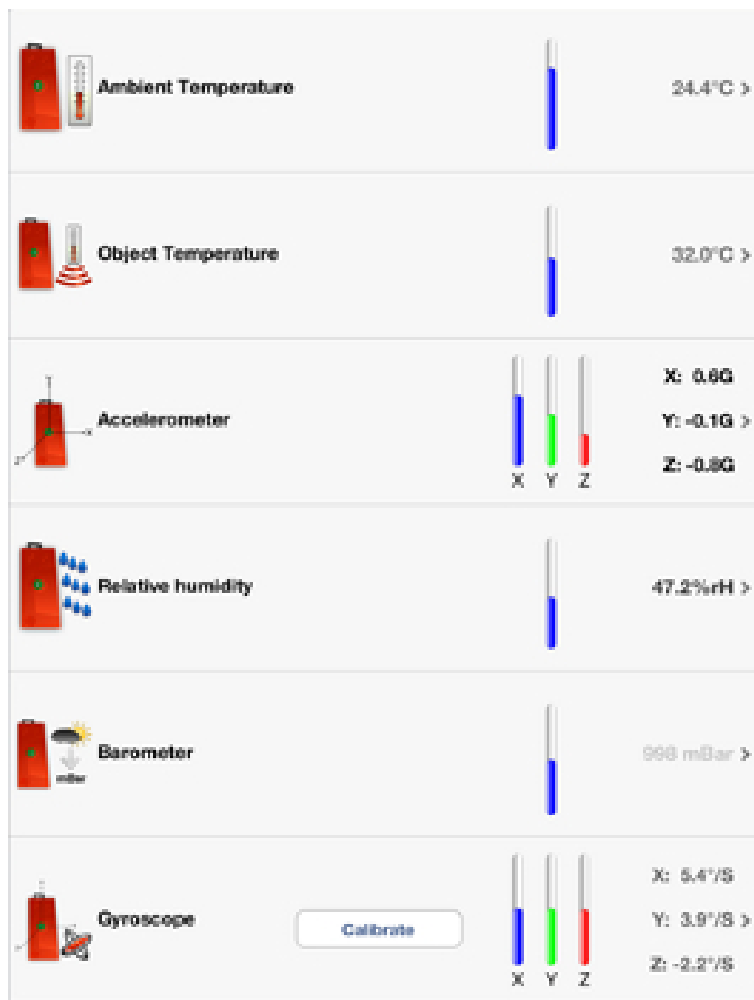 Ambient Temperature 24.4°C >
Object Temperature 32.0°C >
X: 0.6G
Accelerometer Y: -0.1G >
Z: -0.8G
X Y Z
Relative humidity 47.2%rH >
Barometer 998 mBar >
mBar
X: 5.4°/S
Gyroscope Calibrate Y: 3.9°/S >
Z: -2.2°/S
X Y Z